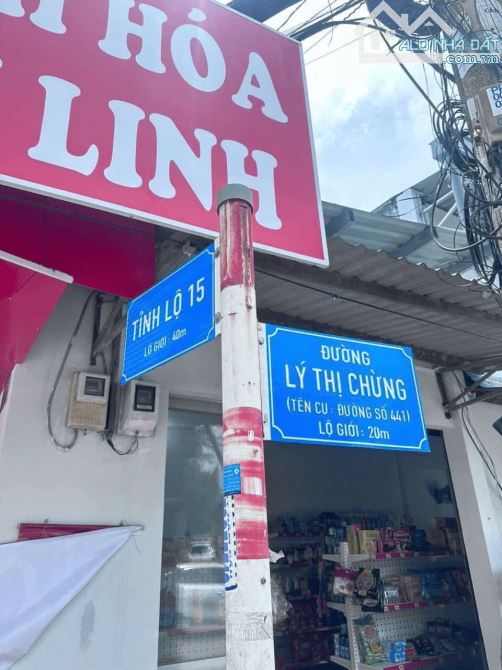 HÓA
LINH
ALO NHÀ ĐẤT
.com.vn
TỈNH LỘ 15
LỘ GIỚI : 40m
ĐƯỜNG
LÝ THỊ CHỪNG
(TÊN CŨ : ĐƯỜNG SỐ 441)
LỘ GIỚI : 20m